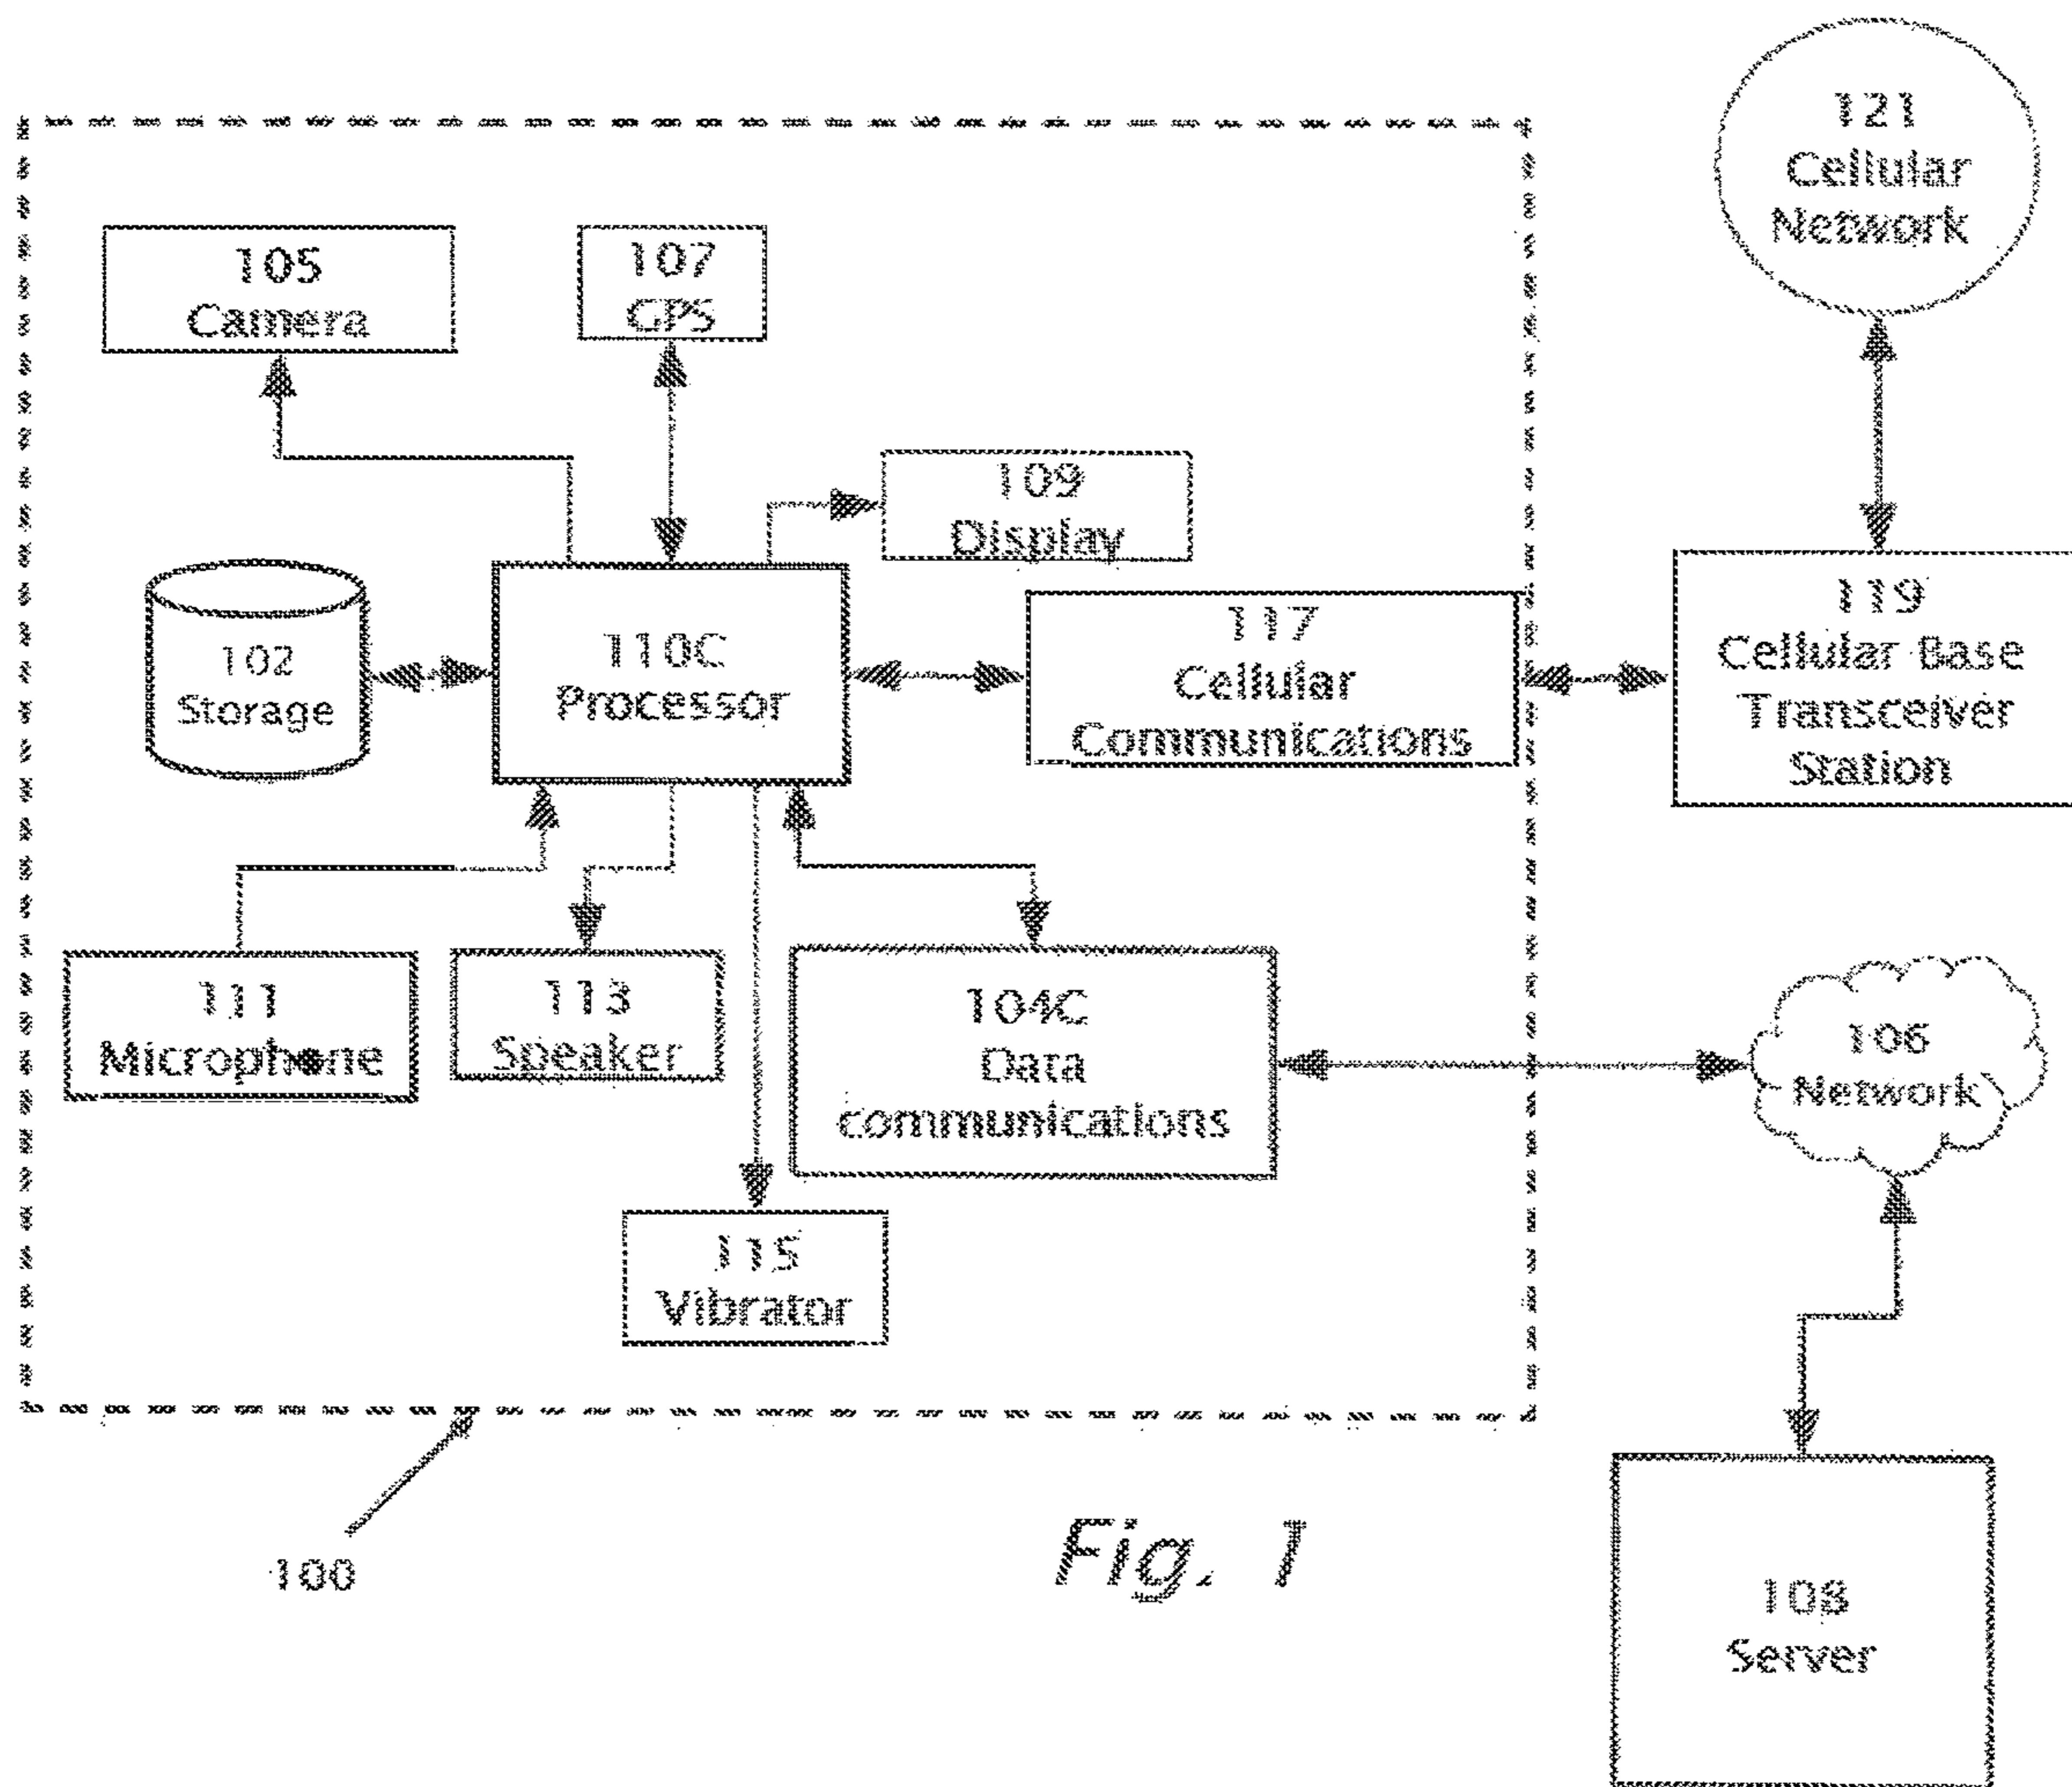 121
Cellular
Network
105
Camera
107
GPS
109
Display
102
Storage
110C
Processor
117
Cellular
Communications
119
Cellular Base
Transceiver
Station
111
Microphone
113
Speaker
104C
Data
communications
106
Network
115
Vibrator
100
Fig. 1
108
Server